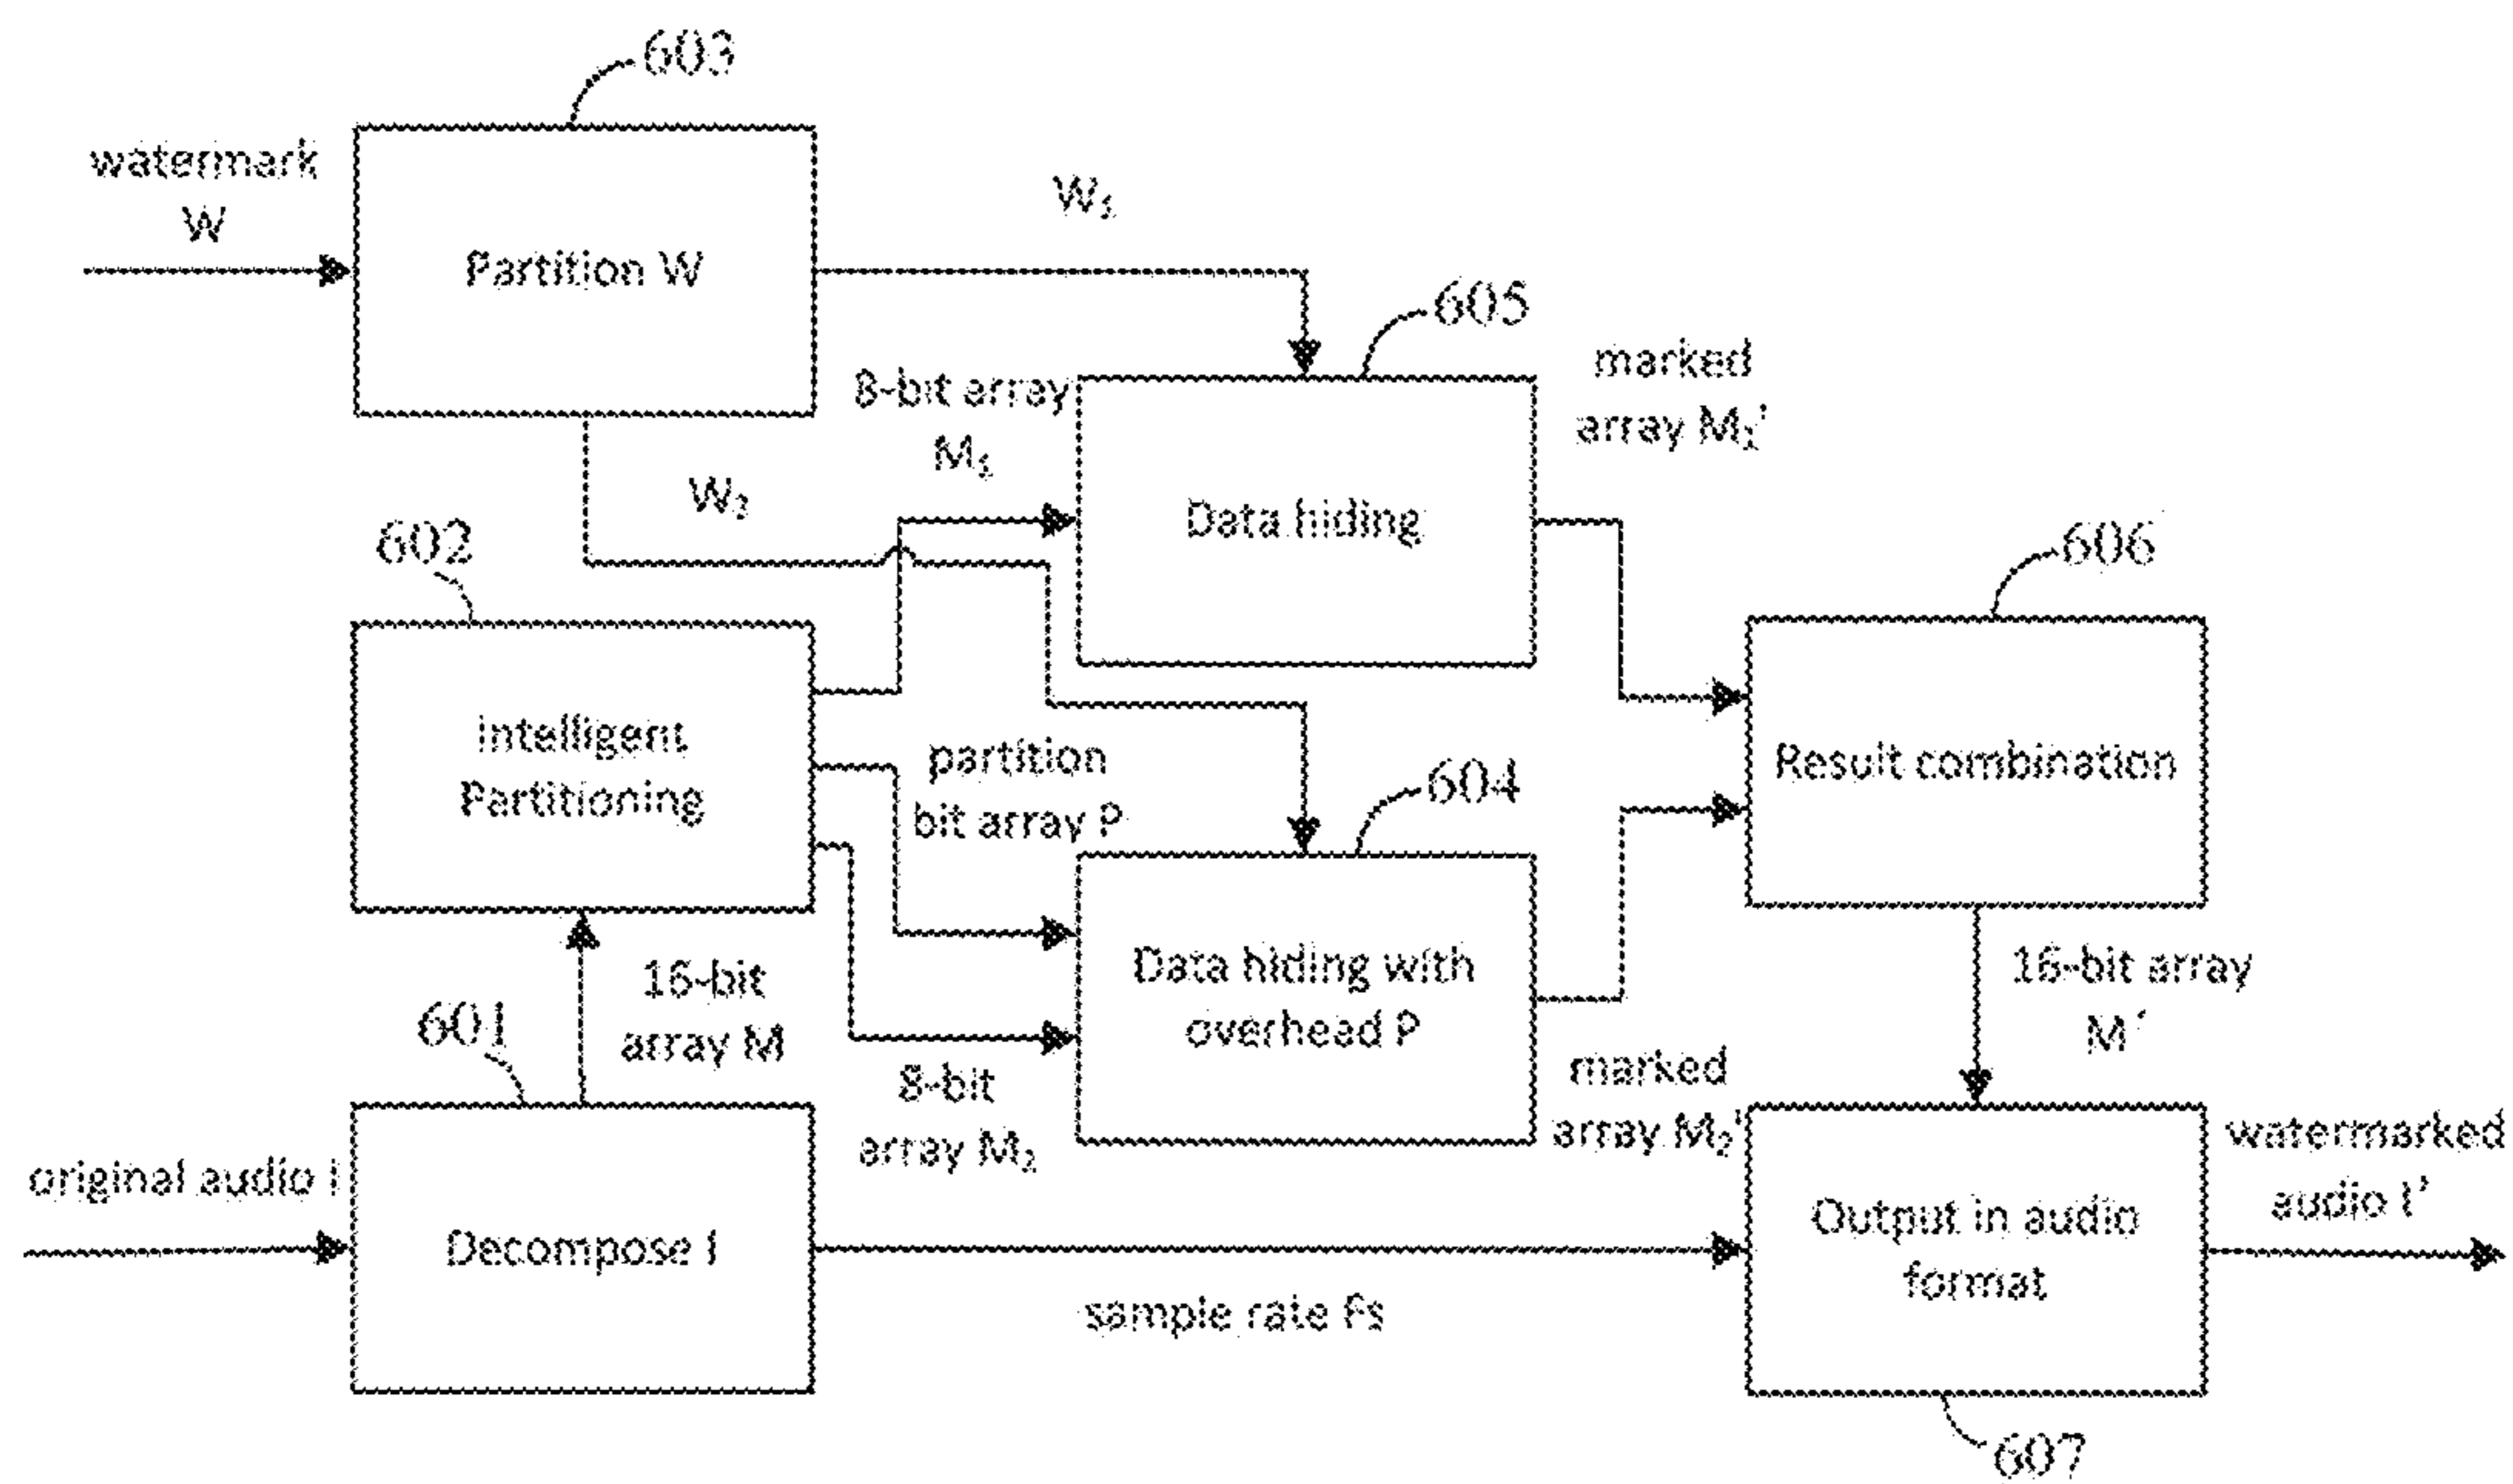 603
watermark
W
Partition W
W₁
605
8-bit array
M₁
marked
array M₁'
Data hiding
W₂
602
606
Intelligent
Partitioning
partition
bit array P
604
Result combination
16-bit
array M
601
Data hiding with
overhead P
16-bit array
M'
8-bit
array M₂
marked
array M₂'
watermarked
audio I'
original audio I
Decompose I
Output in audio
format
sample rate Fs
607